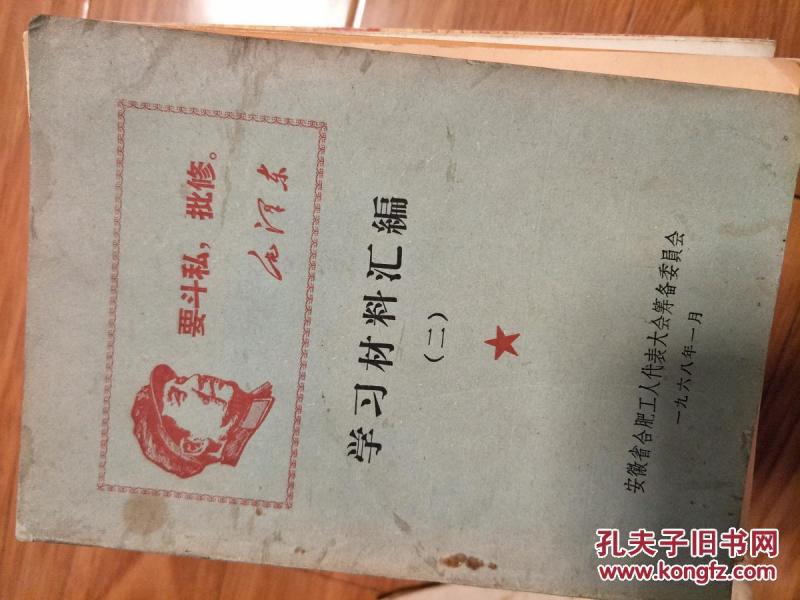 要斗私，批修。
毛泽东
学习材料汇编
（二）
安徽省合肥工人代表大会筹备委員会
一九六八年一月
孔夫子旧书网
www.kongfz.com